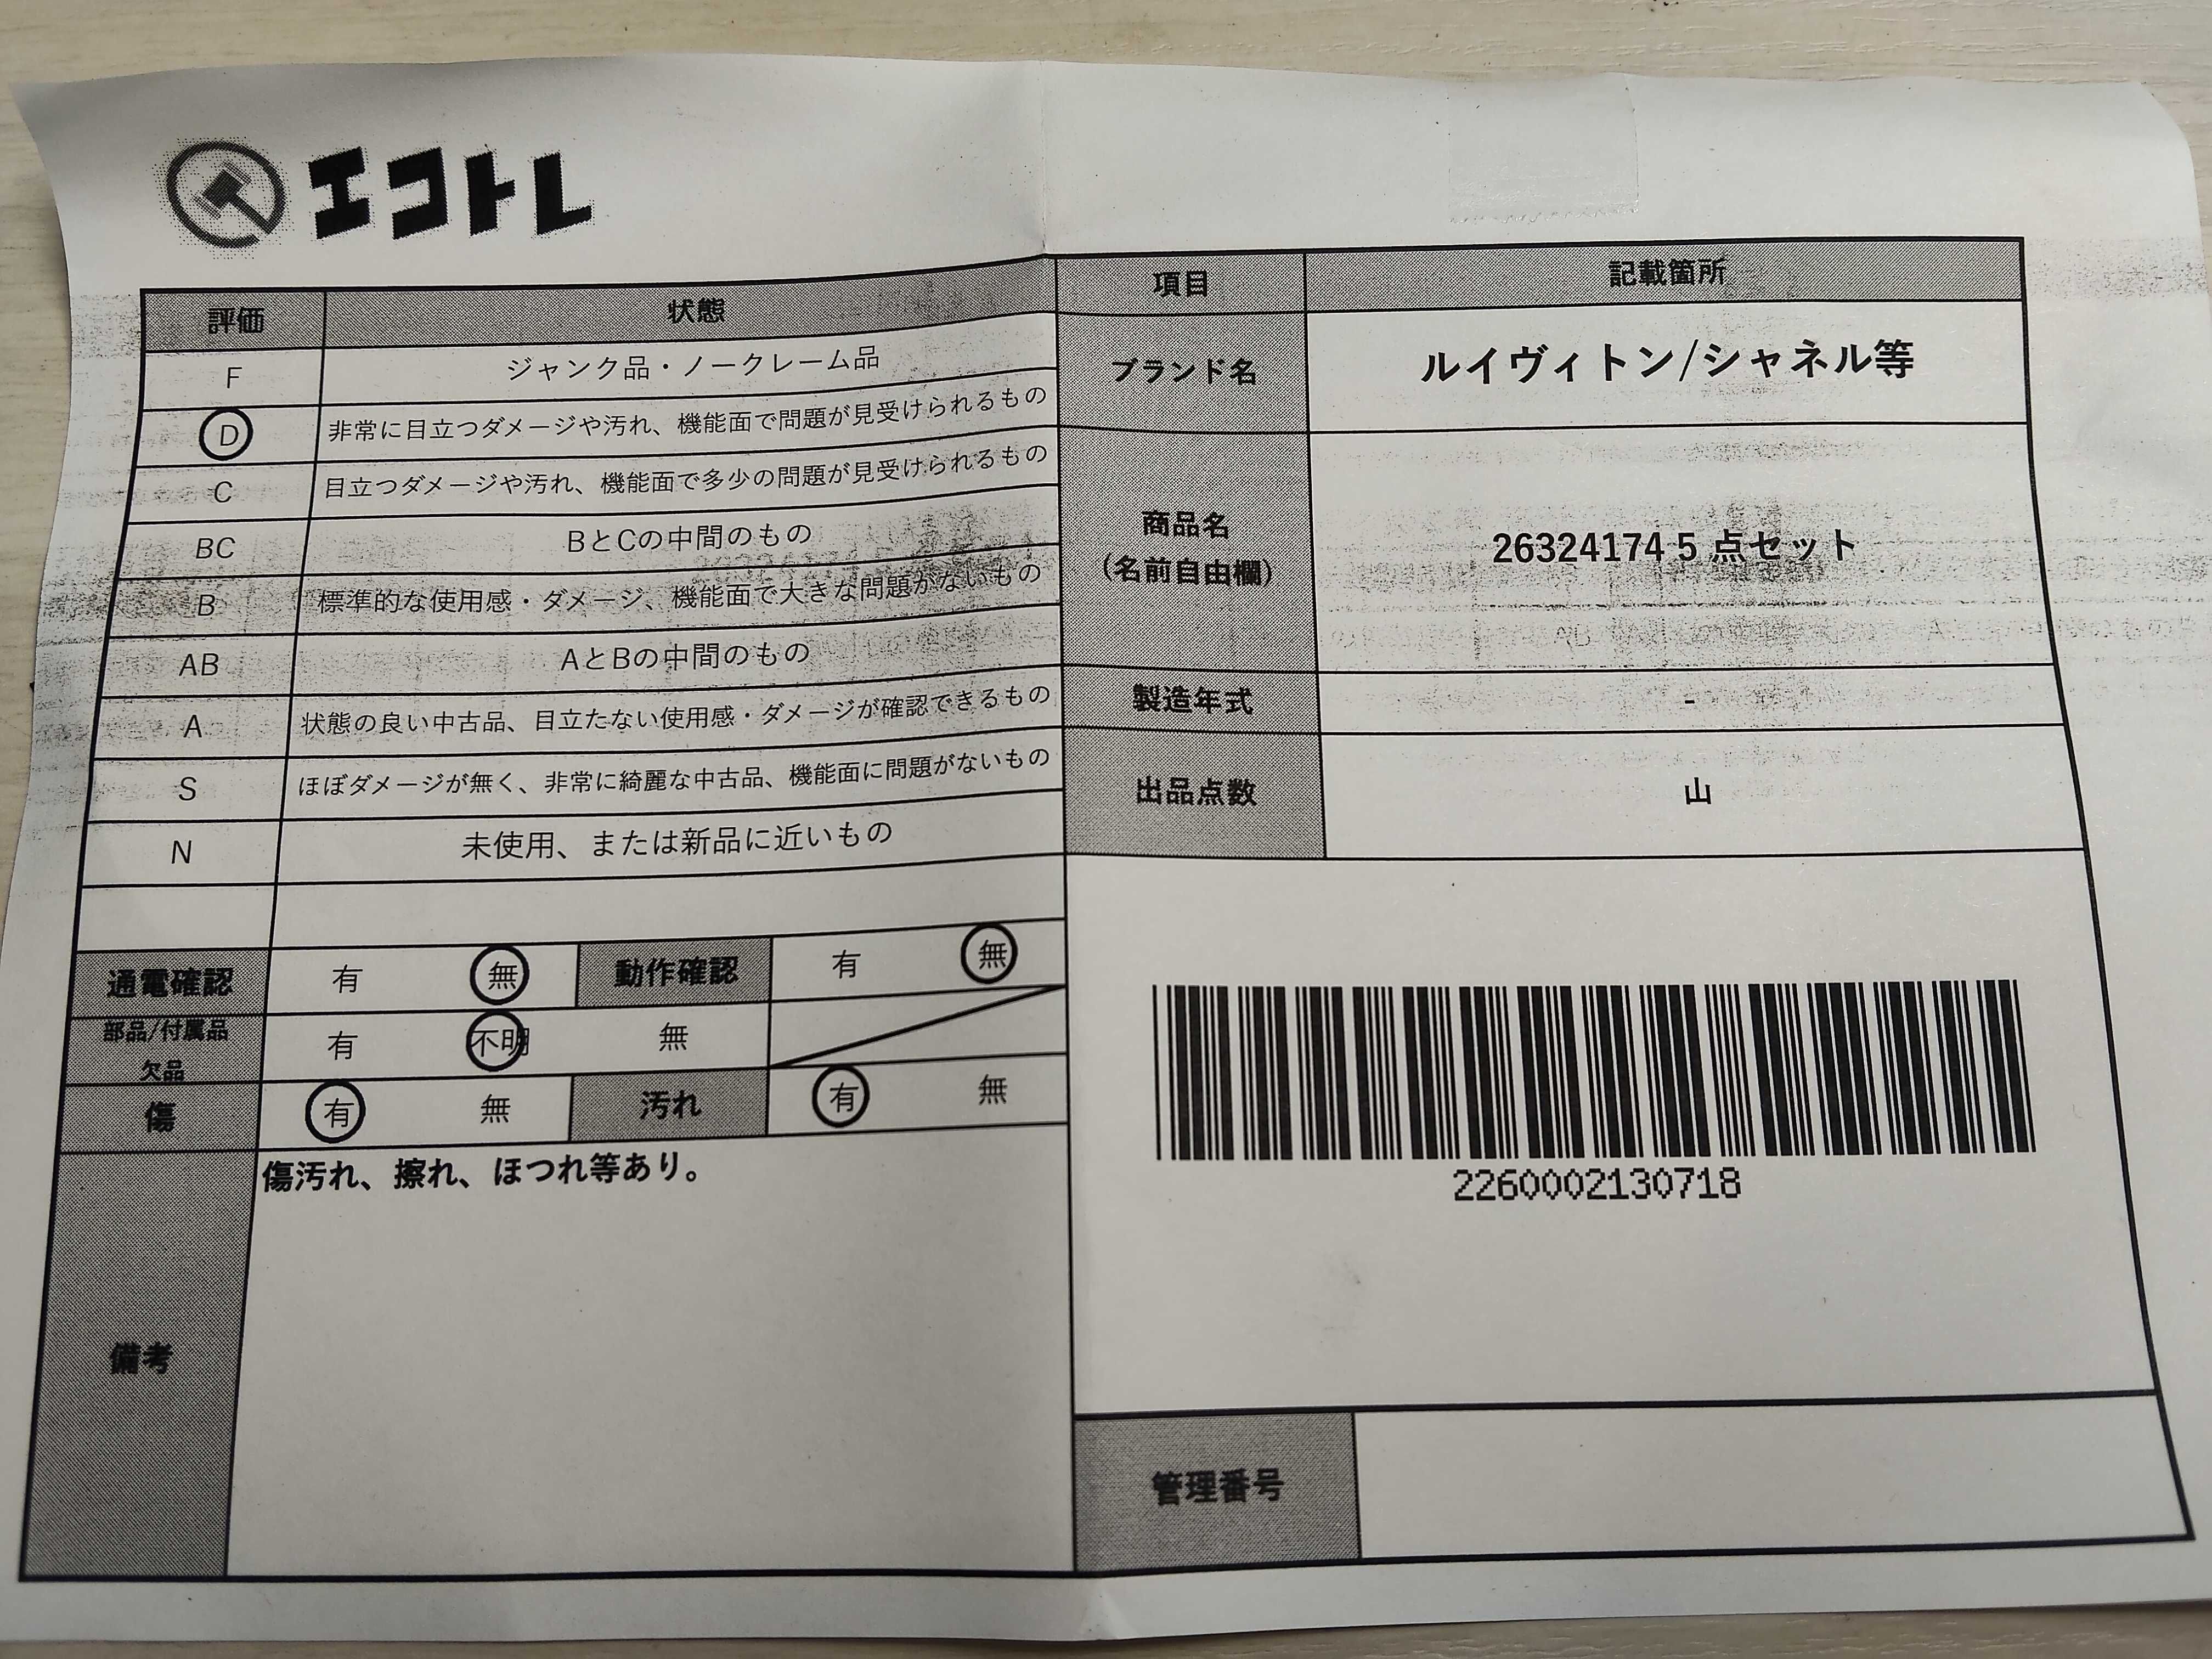 エコトレ
評価 状態
F ジャンク品・ノークレーム品
D 非常に目立つダメージや汚れ、機能面で問題が見受けられるもの
C 目立つダメージや汚れ、機能面で多少の問題が見受けられるもの
BC BとCの中間のもの
B 標準的な使用感・ダメージ、機能面で大きな問題がないもの
AB AとBの中間のもの
A 状態の良い中古品、目立たない使用感・ダメージが確認できるもの
S ほぼダメージが無く、非常に綺麗な中古品、機能面に問題がないもの
N 未使用、または新品に近いもの
通電確認 有 無 動作確認 有 無
部品/付属品
欠品 有 不明 無
傷 有 無 汚れ 有 無
備考 傷汚れ、擦れ、ほつれ等あり。
項目 記載箇所
ブランド名 ルイヴィトン/シャネル等
商品名
(名前自由欄) 26324174 5 点セット
製造年式 -
出品点数 山
2260002130718
管理番号